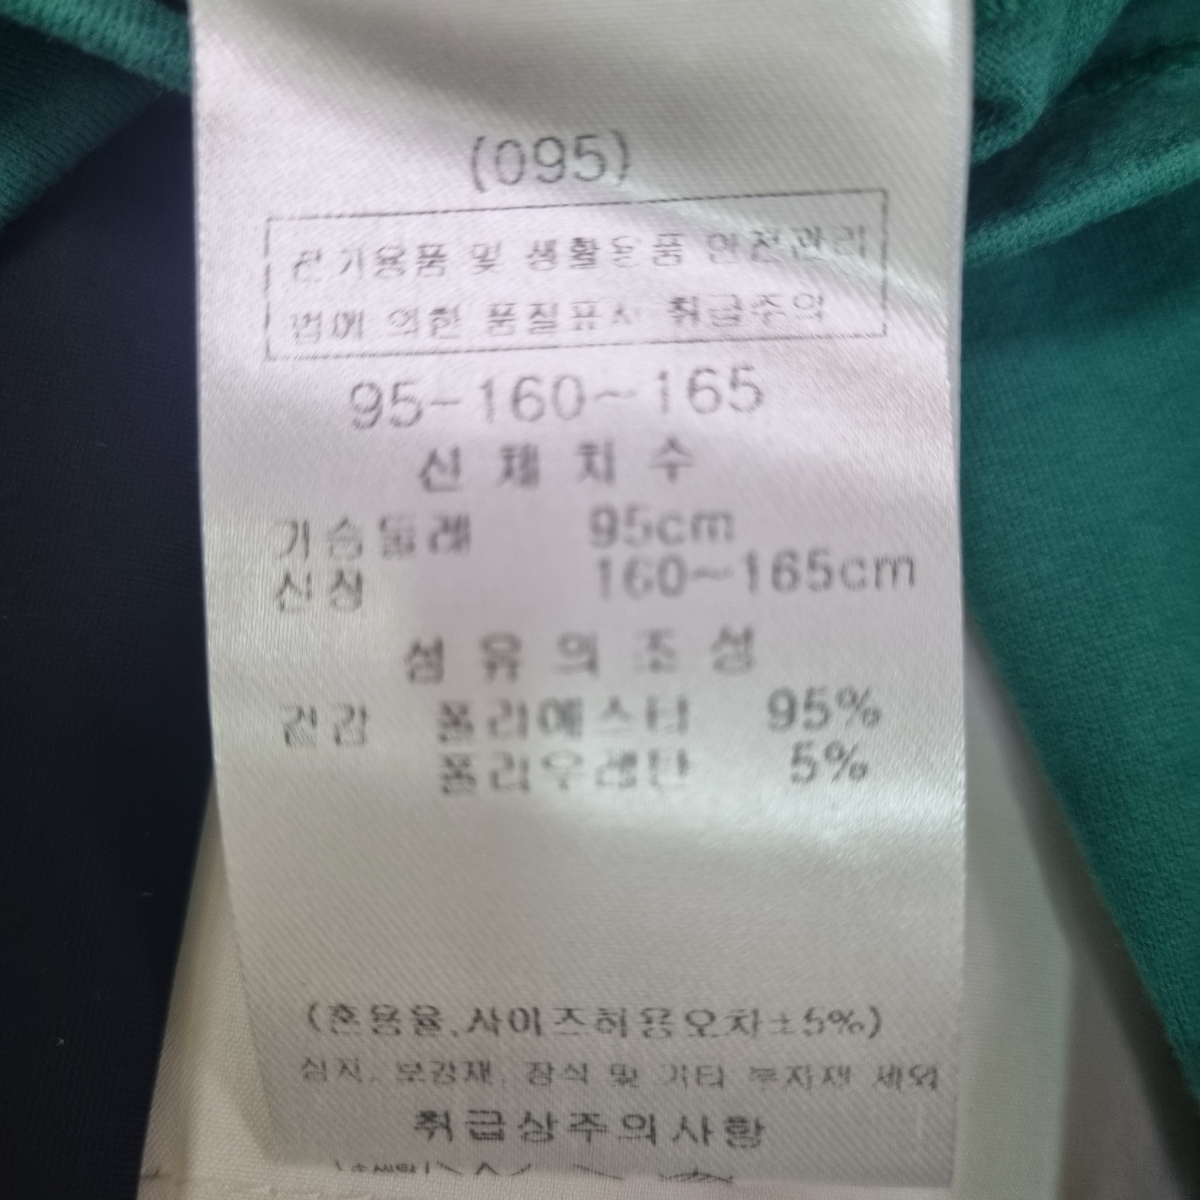 (095)
전기용품 및 생활용품 안전관리
법에 의한 품질표시 취급주의
95-160~165
신체치수
가슴둘레 95cm
신장 160~165cm
섬유의조성
겉감 폴리에스터 95%
폴리우레탄 5%
(혼용율,사이즈허용오차±5%)
심지, 보강재, 장식 및 기타 부자재 제외
취급상주의사항